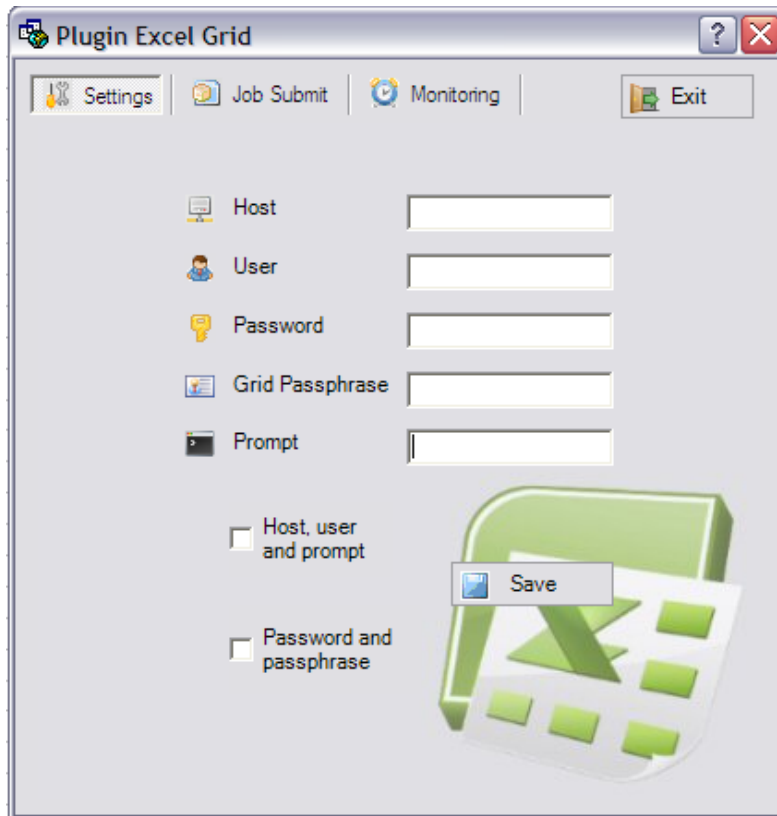 Plugin Excel Grid
Settings
Job Submit
Monitoring
Exit
Host
User
Password
Grid Passphrase
Prompt
Host, user
and prompt
Save
Password and
passphrase